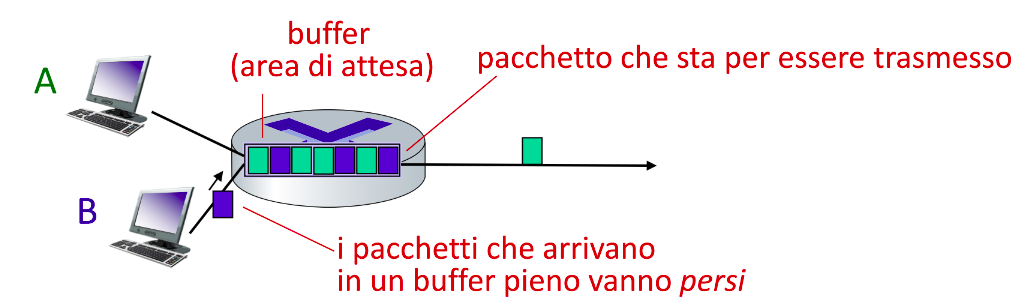 buffer
(area di attesa)
pacchetto che sta per essere trasmesso
A
B
i pacchetti che arrivano
in un buffer pieno vanno persi